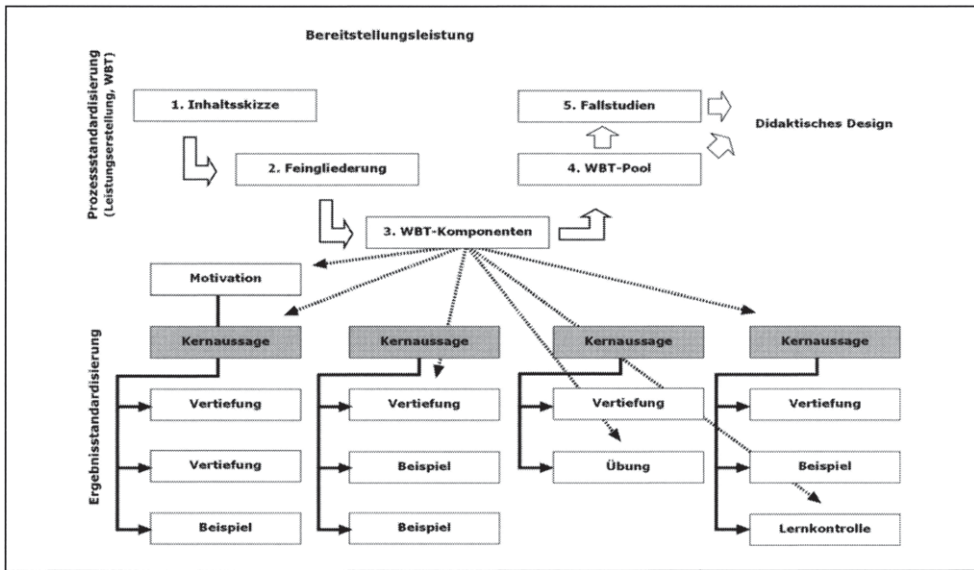 Bereitstellungsleistung
Prozessstandardisierung
(Leistungserstellung, WBT)
1. Inhaltsskizze
5. Fallstudien
Didaktisches Design
2. Feingliederung
4. WBT-Pool
3. WBT-Komponenten
Ergebnisstandardisierung
Motivation
Kernaussage
Kernaussage
Kernaussage
Kernaussage
Vertiefung
Vertiefung
Vertiefung
Vertiefung
Vertiefung
Beispiel
Übung
Beispiel
Beispiel
Beispiel
Lernkontrolle